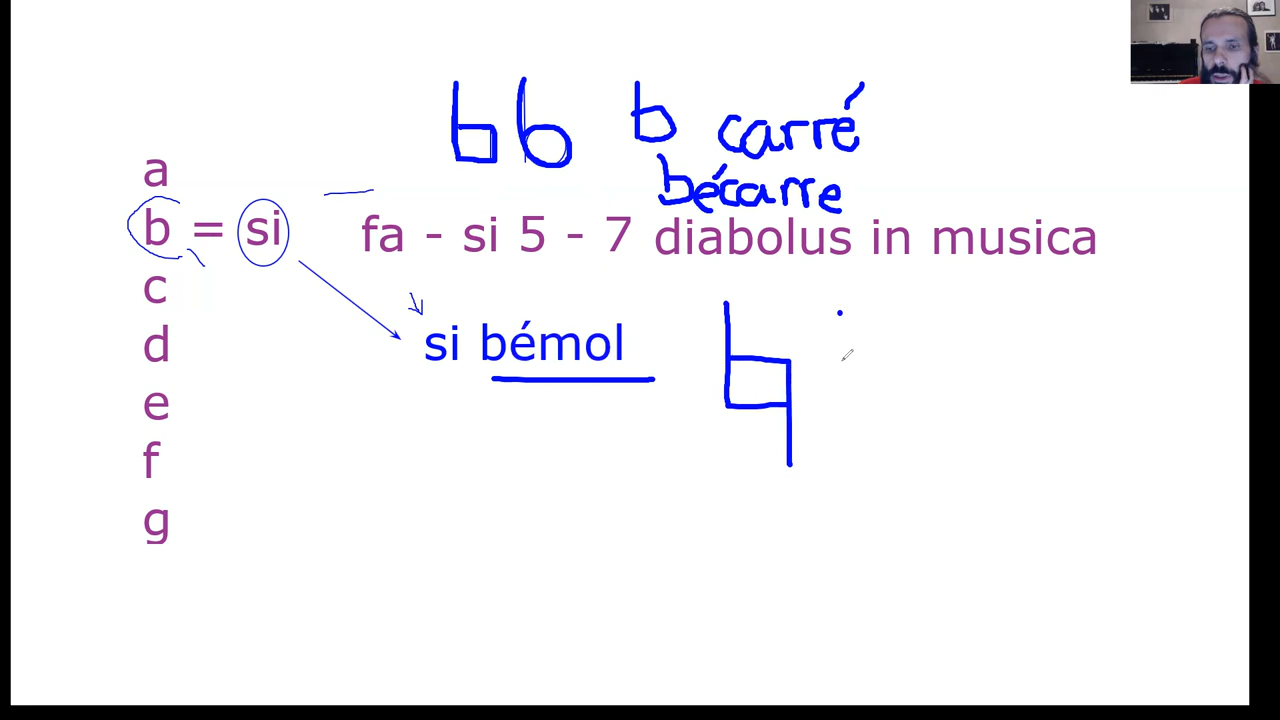 b b b carré
bécarre
a
b = si
fa - si 5 - 7 diabolus in musica
c
si bémol
d
e
f
g